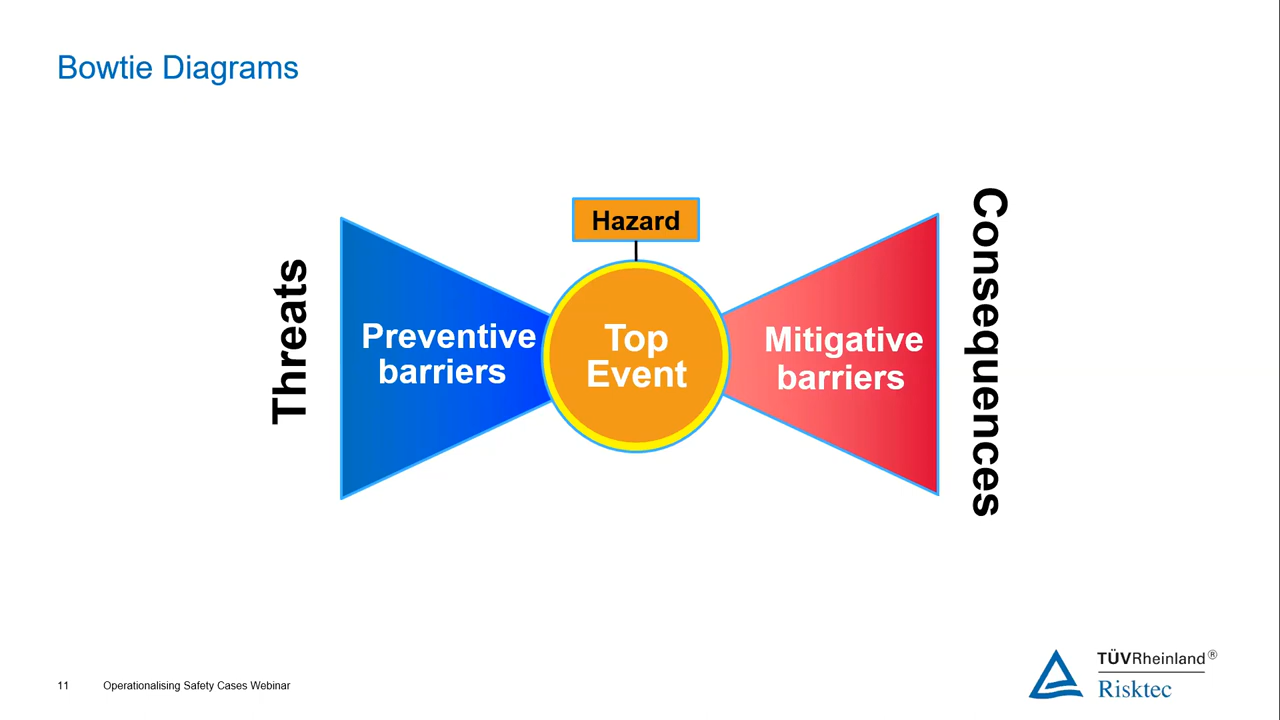 Bowtie Diagrams
Hazard
Threats
Preventive
barriers
Top
Event
Mitigative
barriers
Consequences
11 Operationalising Safety Cases Webinar
TÜVRheinland®
Risktec